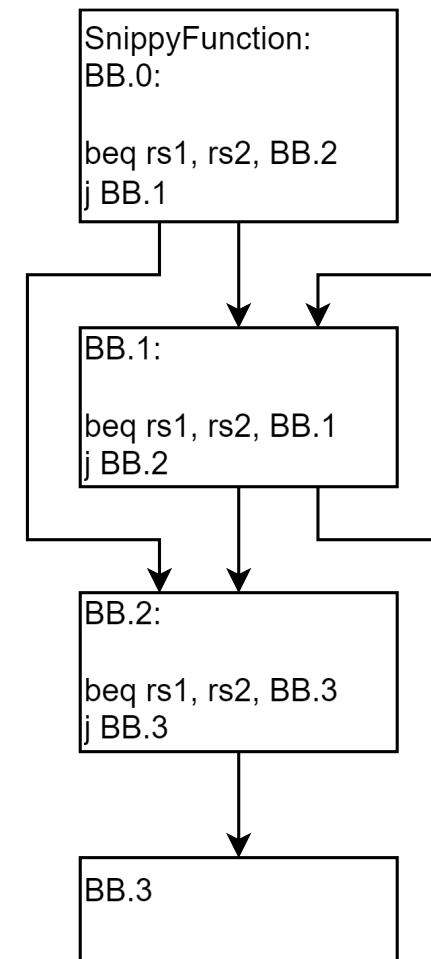 SnippyFunction:
BB.0:
beq rs1, rs2, BB.2
j BB.1
BB.1:
beq rs1, rs2, BB.1
j BB.2
BB.2:
beq rs1, rs2, BB.3
j BB.3
BB.3